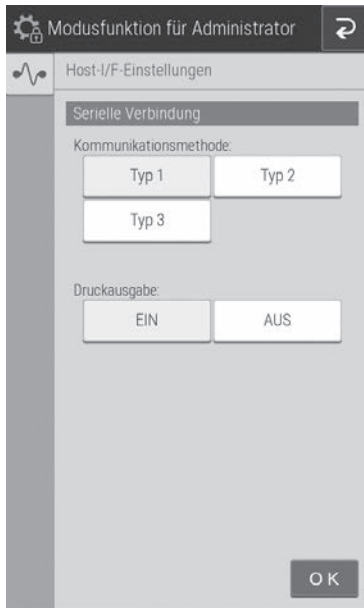 Modusfunktion für Administrator
Host-I/F-Einstellungen
Serielle Verbindung
Kommunikationsmethode:
Typ 1
Typ 2
Typ 3
Druckausgabe:
EIN
AUS
OK